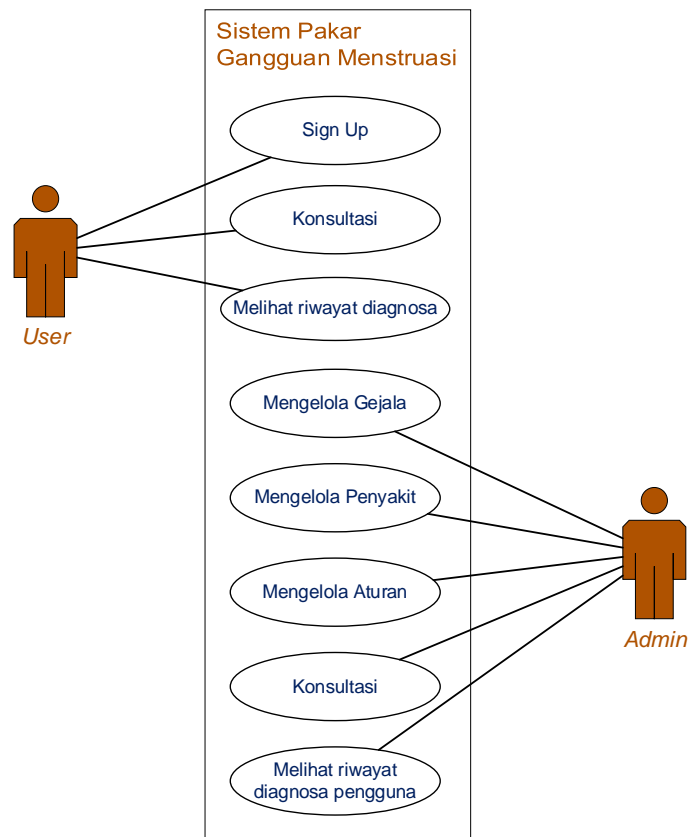 Sistem Pakar
Gangguan Menstruasi
Sign Up
Konsultasi
Melihat riwayat diagnosa
User
Mengelola Gejala
Mengelola Penyakit
Mengelola Aturan
Admin
Konsultasi
Melihat riwayat
diagnosa pengguna